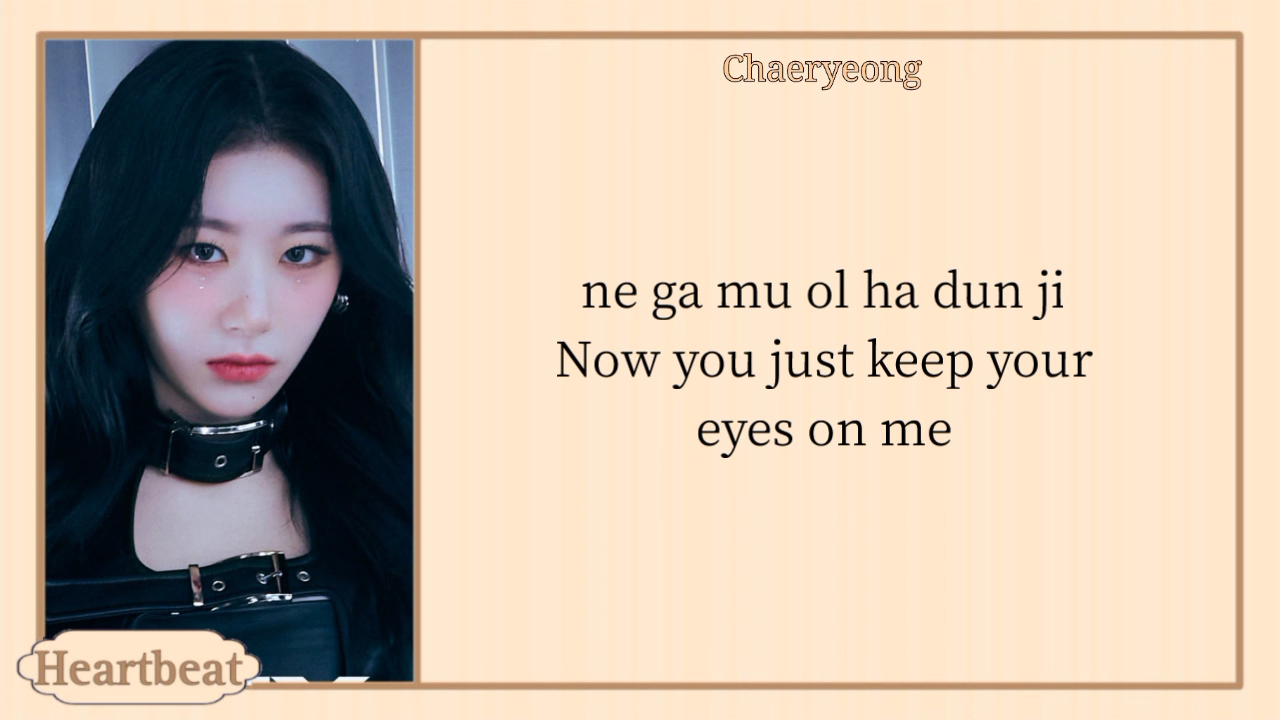 Chaeryeong
ne ga mu ol ha dun ji
Now you just keep your
eyes on me
Heartbeat